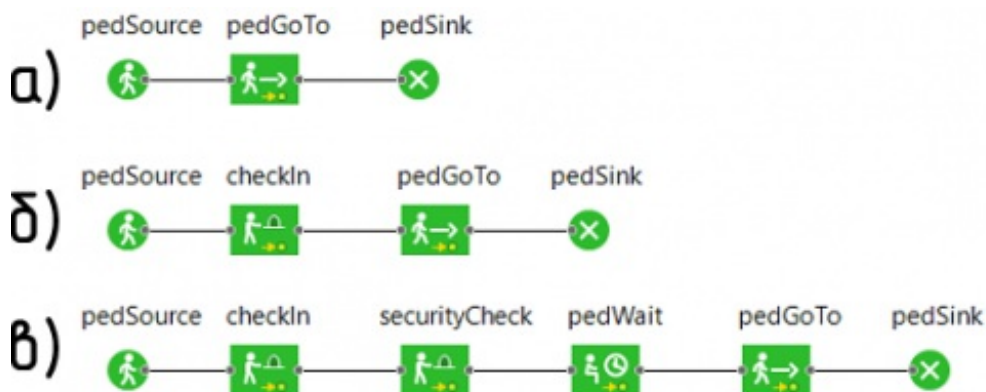 pedSource pedGoTo pedSink
а)
pedSource checkIn pedGoTo pedSink
б)
pedSource checkIn securityCheck pedWait pedGoTo pedSink
в)